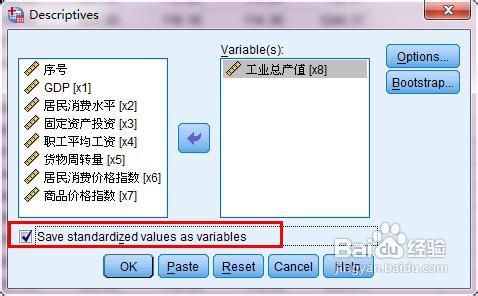 Descriptives
Variable(s):
序号
GDP [x1]
居民消费水平 [x2]
固定资产投资 [x3]
职工平均工资 [x4]
货物周转量 [x5]
居民消费价格指数 [x6]
商品价格指数 [x7]
工业总产值 [x8]
Options...
Bootstrap...
Save standardized values as variables
OK Paste Reset Cancel Help
Baidu 经验
jingyan.baidu.com